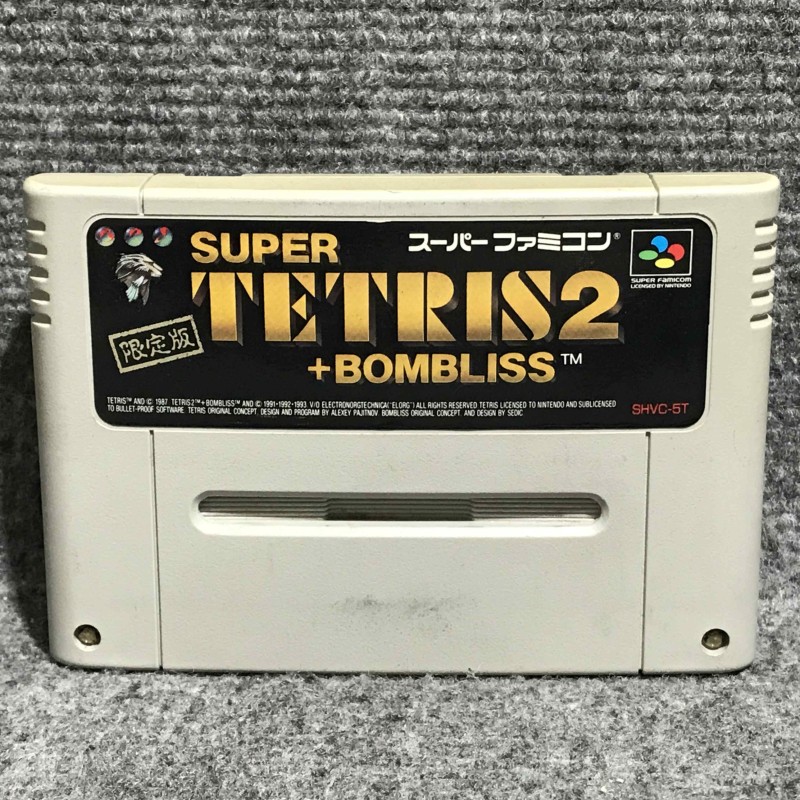 SUPER
スーパーファミコン®
TETRIS2
+BOMBLISS™
限定版
SUPER FAMICOM
LICENSED BY NINTENDO
TETRIS™ AND © 1987 TETRIS2™+BOMBLISS™ AND © 1991・1992・1993. V/O ELECTRONORGTECHNICA("ELORG") ALL RIGHTS RESERVED TETRIS LICENSED TO NINTENDO AND SUBLICENSED
TO BULLET-PROOF SOFTWARE. TETRIS ORIGINAL CONCEPT, DESIGN AND PROGRAM BY ALEXEY PAJITNOV. BOMBLISS ORIGINAL CONCEPT, AND DESIGN BY SEDIC
SHVC-5T